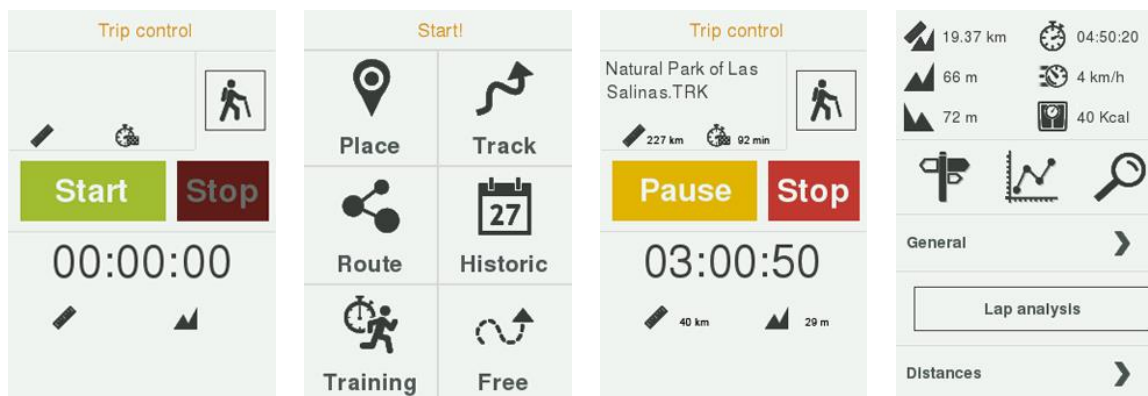 Trip control
Start
Stop
00:00:00
Start!
Place
Track
27
Route
Historic
Training
Free
Trip control
Natural Park of Las
Salinas.TRK
227 km
92 min
Pause
Stop
03:00:50
40 km
29 m
19.37 km
04:50:20
66 m
4 km/h
72 m
40 Kcal
General
Lap analysis
Distances